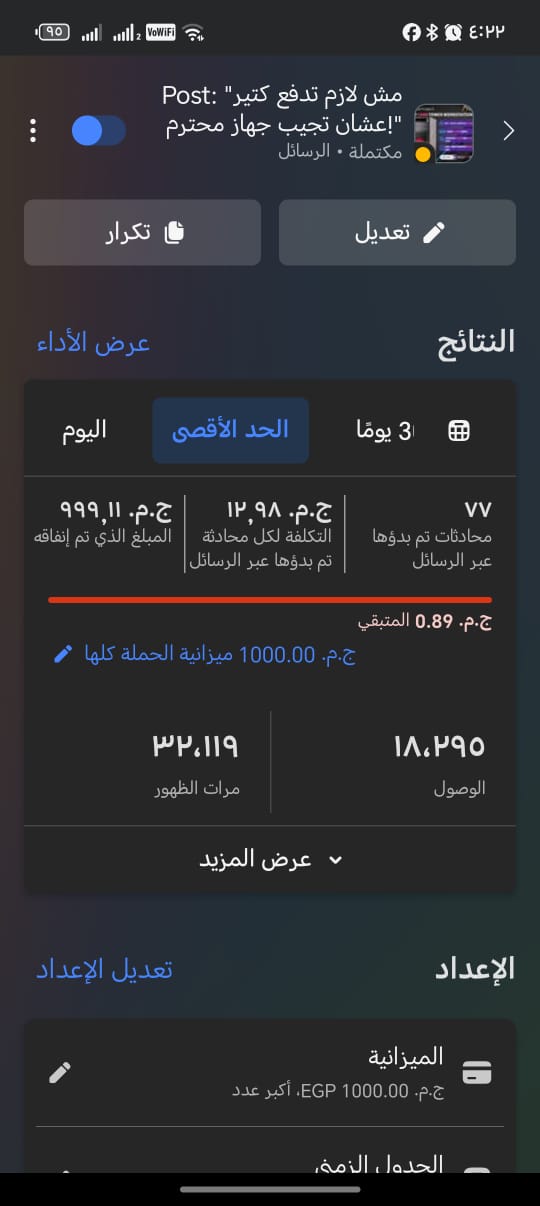 ٤:٢٢
VoWiFi
2
٩٥
مش لازم تدفع كتير" :Post
"!عشان تجيب جهاز محترم
مكتملة • الرسائل
تعديل
تكرار
النتائج
عرض الأداء
3 يومًا
الحد الأقصى
اليوم
٧٧
محادثات تم بدؤها
عبر الرسائل
ج.م. ١٢,٩٨
التكلفة لكل محادثة
تم بدؤها عبر الرسائل
ج.م. ٩٩٩,١١
المبلغ الذي تم إنفاقه
ج.م. 0.89 المتبقي
ج.م. 1000.00 ميزانية الحملة كلها
١٨،٢٩٥
الوصول
٣٢،١١٩
مرات الظهور
عرض المزيد
الإعداد
تعديل الإعداد
الميزانية
ج.م. EGP 1000.00، أكبر عدد
الجدول الزمني